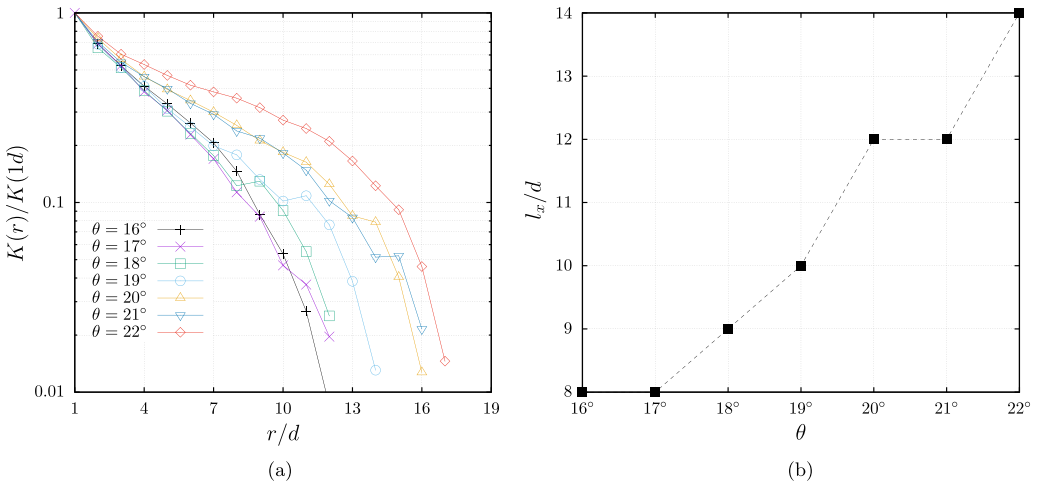 K(r)/K(1d)
1
0.1
0.01
θ = 16°
θ = 17°
θ = 18°
θ = 19°
θ = 20°
θ = 21°
θ = 22°
1 4 7 10 13 16 19
r/d
(a)
l_x/d
14
13
12
11
10
9
8
16° 17° 18° 19° 20° 21° 22°
θ
(b)